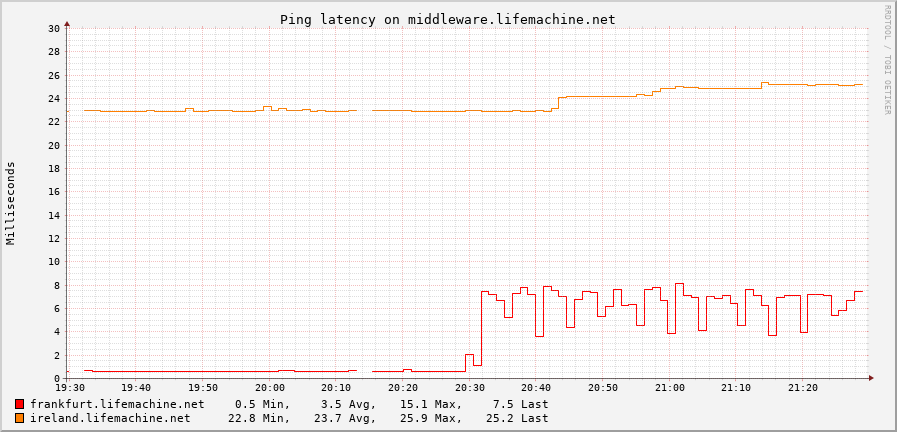 Ping latency on middleware.lifemachine.net
RRDTOOL / TOBI OETIKER
Milliseconds
30
28
26
24
22
20
18
16
14
12
10
8
6
4
2
0
19:30 19:40 19:50 20:00 20:10 20:20 20:30 20:40 20:50 21:00 21:10 21:20
frankfurt.lifemachine.net 0.5 Min, 3.5 Avg, 15.1 Max, 7.5 Last
ireland.lifemachine.net 22.8 Min, 23.7 Avg, 25.9 Max, 25.2 Last